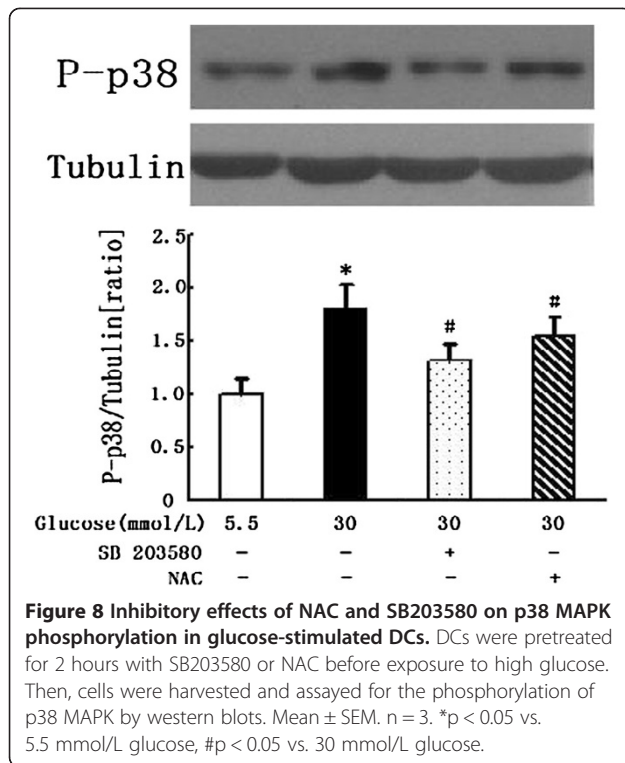 P-p38
Tubulin
P-p38/Tubulin[ratio]
2.5
2.0
1.5
1.0
0.5
0
*
#
#
Glucose(mmol/L) 5.5 30 30 30
SB 203580 – – + –
NAC – – – +
Figure 8 Inhibitory effects of NAC and SB203580 on p38 MAPK
phosphorylation in glucose-stimulated DCs. DCs were pretreated
for 2 hours with SB203580 or NAC before exposure to high glucose.
Then, cells were harvested and assayed for the phosphorylation of
p38 MAPK by western blots. Mean ± SEM. n = 3. *p < 0.05 vs.
5.5 mmol/L glucose, #p < 0.05 vs. 30 mmol/L glucose.